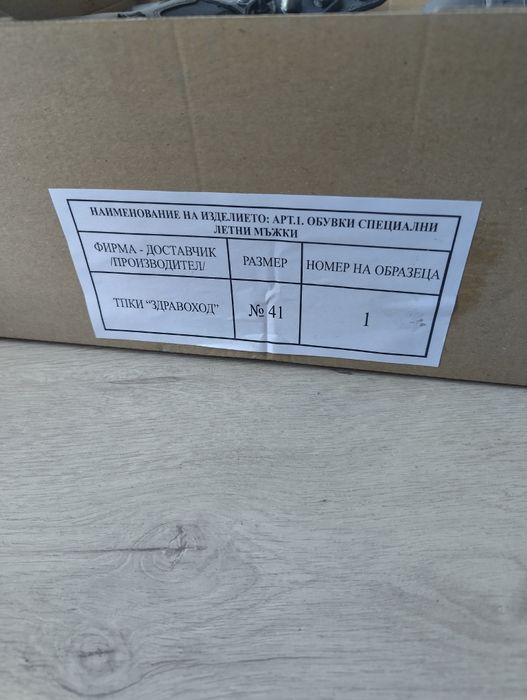 НАИМЕНОВАНИЕ НА ИЗДЕЛИЕТО: АРТ.1. ОБУВКИ СПЕЦИАЛНИ
ЛЕТНИ МЪЖКИ
ФИРМА - ДОСТАВЧИК
/ПРОИЗВОДИТЕЛ/
РАЗМЕР
НОМЕР НА ОБРАЗЕЦА
ТПКИ “ЗДРАВОХОД”
№ 41
1